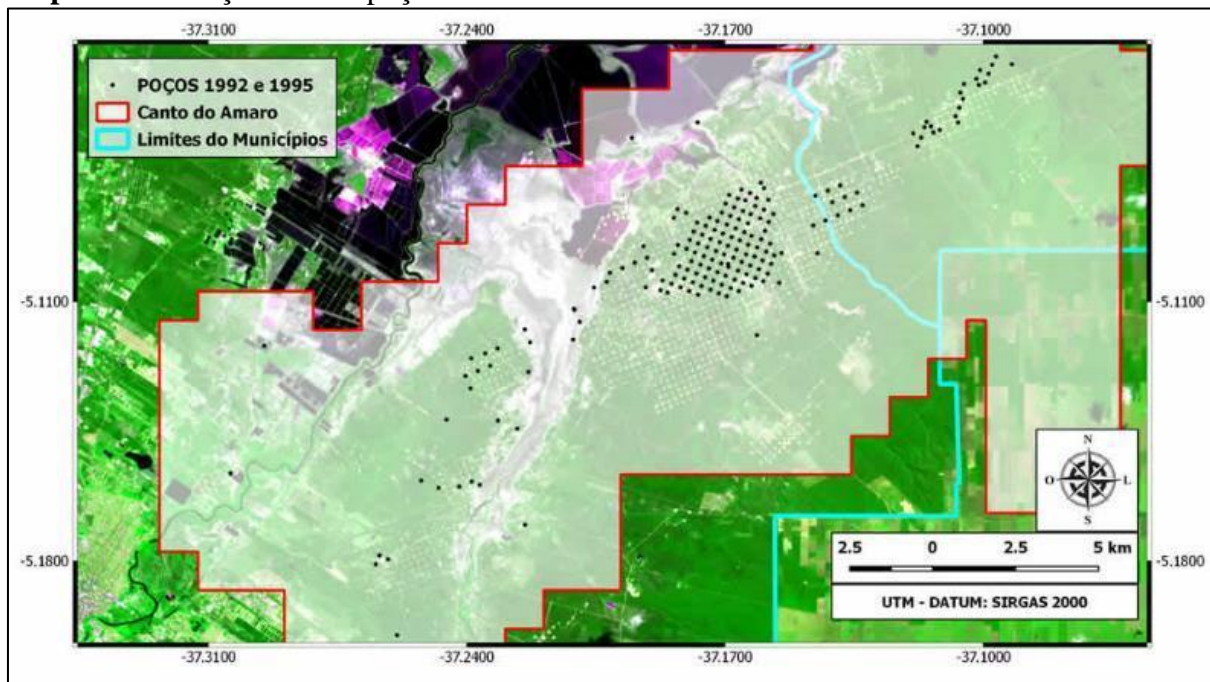 -37.3100 -37.2400 -37.1700 -37.1000
POÇOS 1992 e 1995
Canto do Amaro
Limites do Municípios
-5.1100 -5.1100
N
O L
S
2.5 0 2.5 5 km
-5.1800 -5.1800
UTM - DATUM: SIRGAS 2000
-37.3100 -37.2400 -37.1700 -37.1000